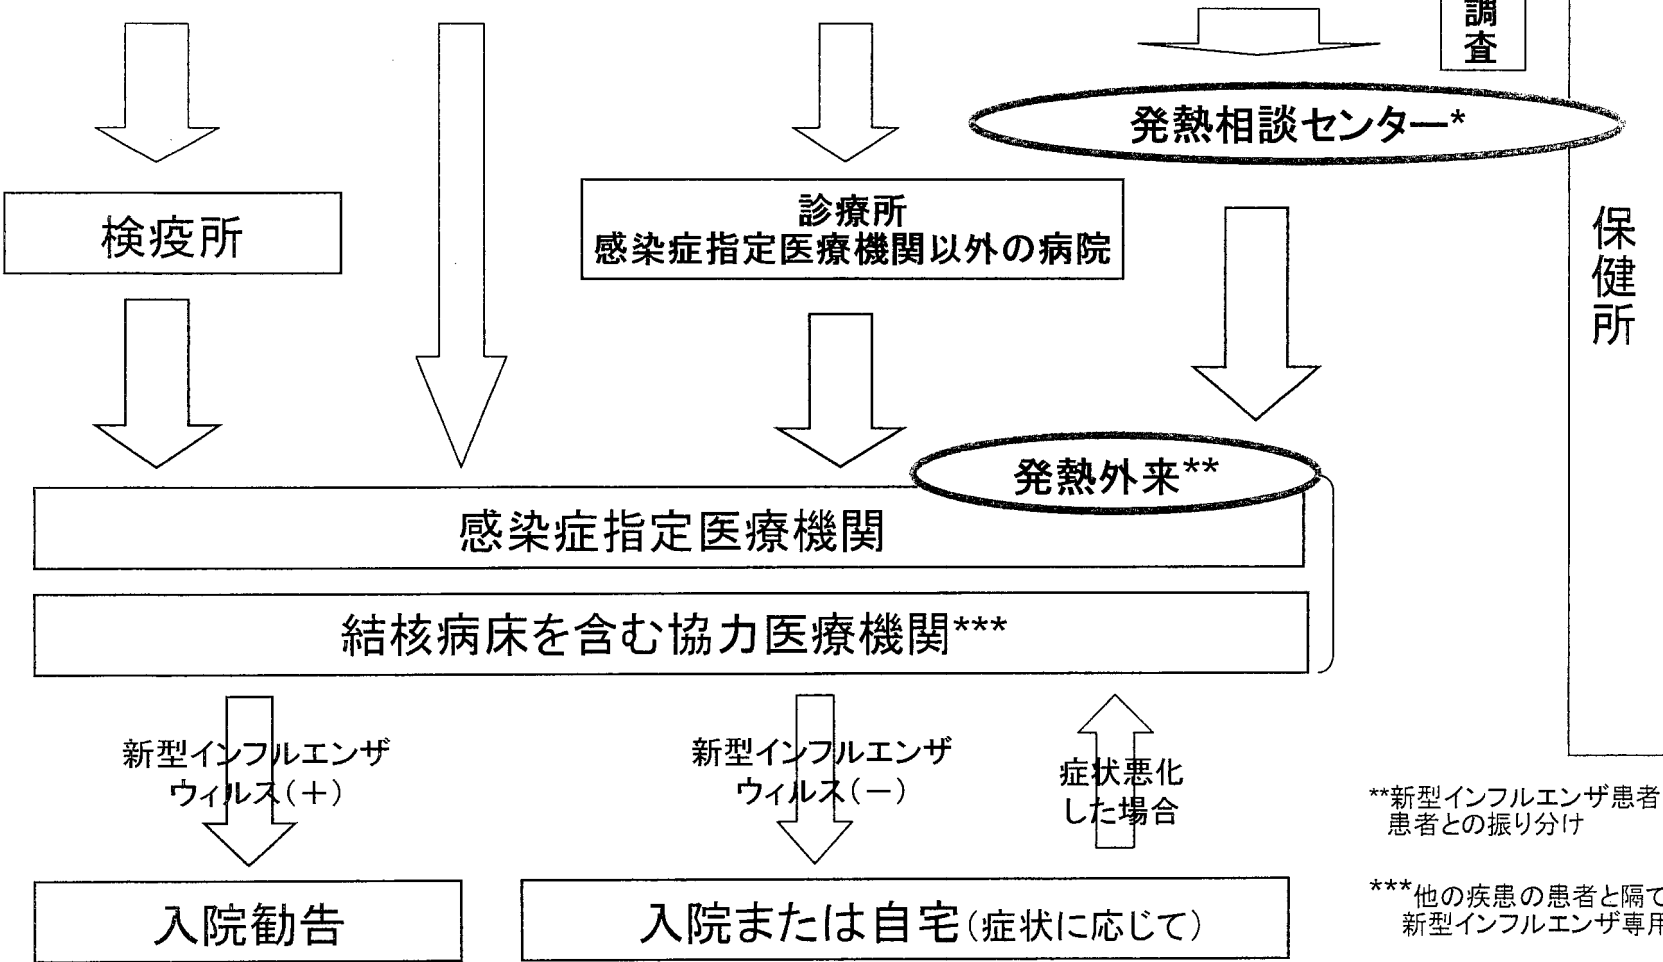 調査
発熱相談センター*
検疫所
診療所
感染症指定医療機関以外の病院
保健所
発熱外来**
感染症指定医療機関
結核病床を含む協力医療機関***
新型インフルエンザ
ウィルス(+)
新型インフルエンザ
ウィルス(-)
症状悪化
した場合
**新型インフルエンザ患者
患者との振り分け
***他の疾患の患者と隔て
新型インフルエンザ専用
入院勧告
入院または自宅(症状に応じて)